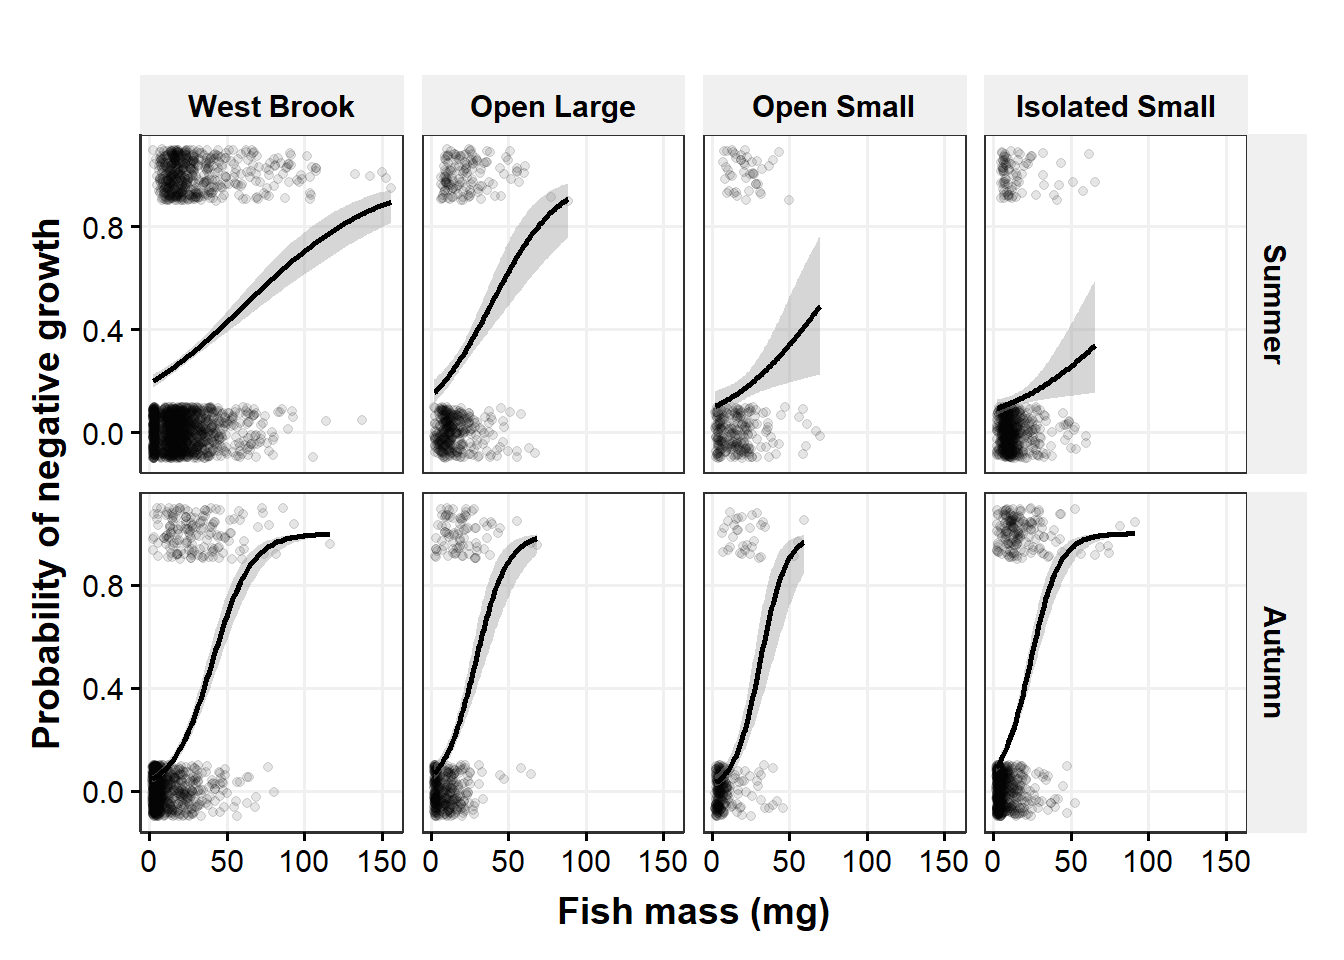 West Brook Open Large Open Small Isolated Small
Probability of negative growth
0.8
0.4
0.0
Summer
0.8
0.4
0.0
Autumn
0 50 100 150 0 50 100 150 0 50 100 150 0 50 100 150
Fish mass (mg)